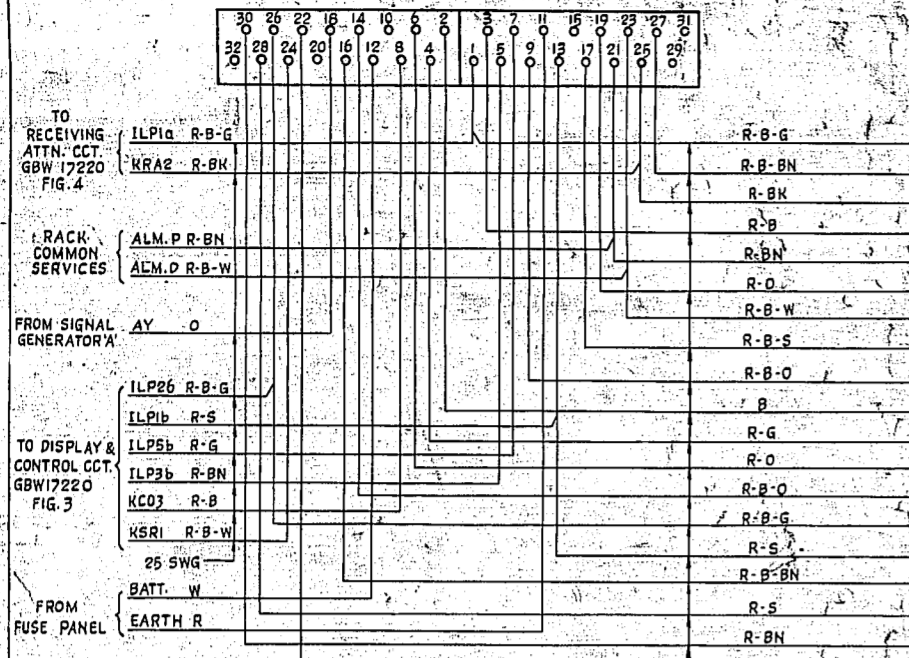 30 26 22 18 14 10 6 2 3 7 11 15 19 23 27 31
32 28 24 20 16 12 8 4 1 5 9 13 17 21 25 29
TO
RECEIVING
ATTN. CCT.
GBW 17220
FIG. 4
ILP1a R-B-G
KRA2 R-BK
RACK
COMMON
SERVICES
ALM. P R-BN
ALM. D R-B-W
FROM SIGNAL
GENERATOR 'A'
AY O
TO DISPLAY &
CONTROL CCT.
GBW17220
FIG. 3
ILP26 R-B-G
ILP1b R-S
ILP5b R-G
ILP3b R-BN
KC03 R-B
KSR1 R-B-W
25 SWG
FROM
FUSE PANEL
BATT. W
EARTH R
R-B-G
R-B-BN
R-BK
R-B
R-BN
R-O
R-B-W
R-B-S
R-B-O
B
R-G
R-O
R-B-O
R-B-G
R-S
R-B-BN
R-S
R-BN